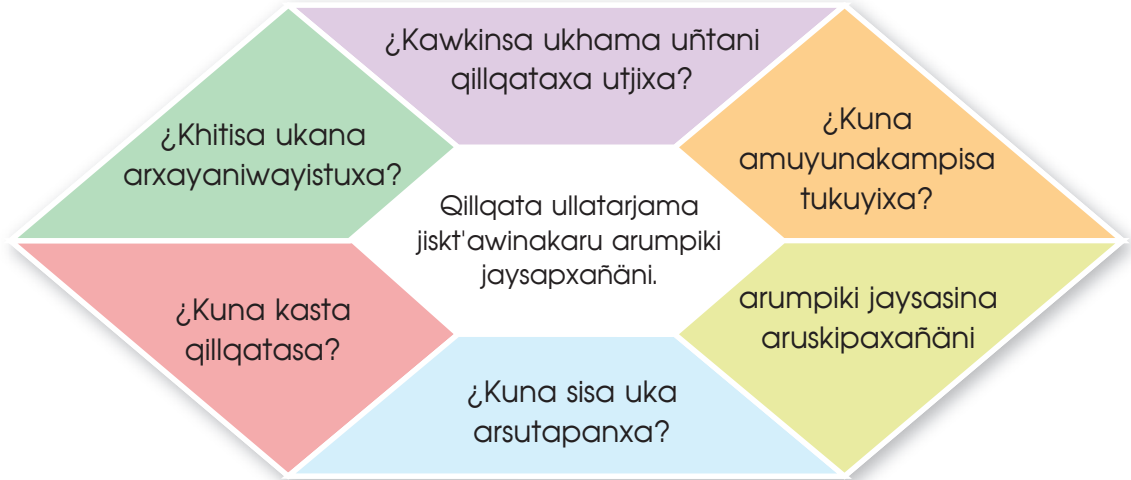 ¿Kawkinsa ukhama uñtani
qillqataxa utjixa?
¿Khitisa ukana
arxayaniwayistuxa?
¿Kuna
amuyunakampisa
tukuyixa?
Qillqata ullatarjama
jiskt'awinakaru arumpiki
jaysapxañäni.
¿Kuna kasta
qillqatasa?
arumpiki jaysasina
aruskipaxañäni
¿Kuna sisa uka
arsutapanxa?